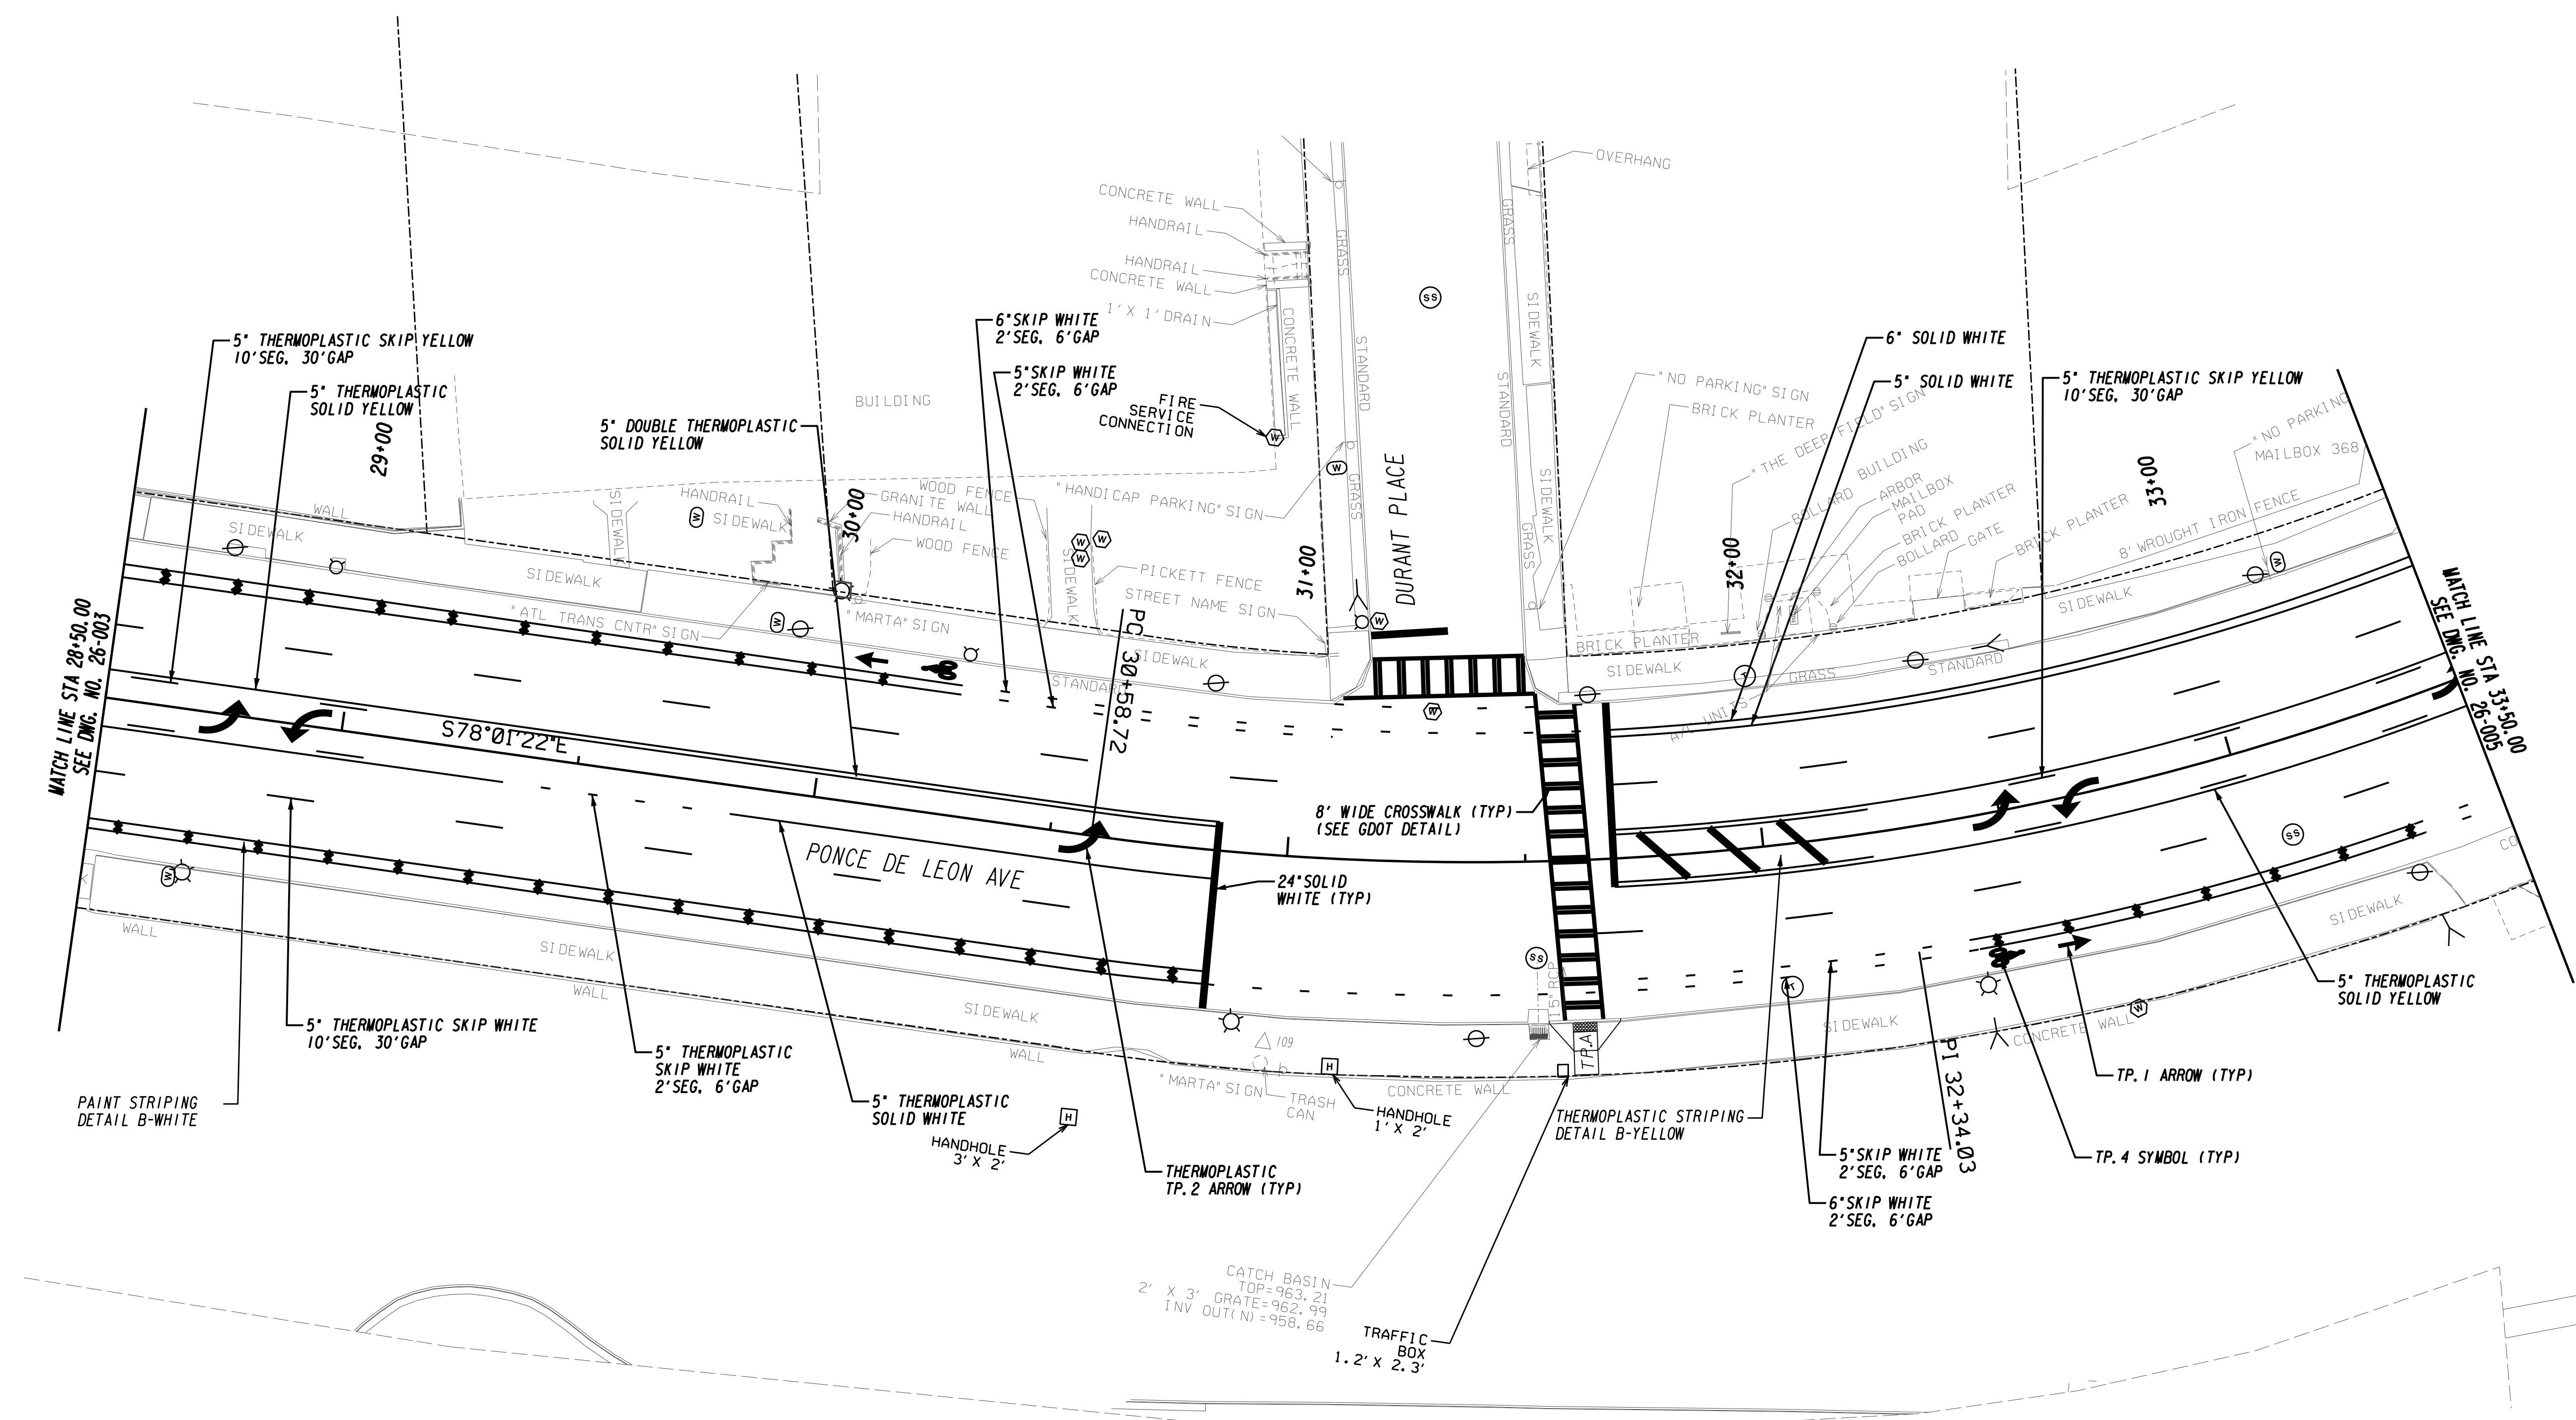 OVERHANG
CONCRETE WALL
HANDRAIL
HANDRAIL
CONCRETE WALL
1' X 1' DRAIN
CONCRETE WALL
GRASS
STANDARD
GRASS
GRASS
STANDARD
GRASS
SIDEWALK
SIDEWALK
SS
5" THERMOPLASTIC SKIP YELLOW
10'SEG, 30'GAP
5" THERMOPLASTIC
SOLID YELLOW
29+00
5" DOUBLE THERMOPLASTIC
SOLID YELLOW
BUILDING
6"SKIP WHITE
2'SEG, 6'GAP
5"SKIP WHITE
2'SEG, 6'GAP
FIRE
SERVICE
CONNECTION
W
W
DURANT PLACE
6" SOLID WHITE
5" SOLID WHITE
5" THERMOPLASTIC SKIP YELLOW
10'SEG, 30'GAP
"NO PARKING"SIGN
BRICK PLANTER
"THE DEEP FIELD"SIGN
BOLLARD
BUILDING
ARBOR
MAILBOX
PAD
BRICK PLANTER
BOLLARD
GATE
BRICK PLANTER
8' WROUGHT IRON FENCE
"NO PARKING
MAILBOX 368
33+00
32+00
31+00
30+00
WALL
SIDEWALK
SIDEWALK
SIDEWALK
HANDRAIL
W
SIDEWALK
WOOD FENCE
GRANITE WALL
HANDRAIL
WOOD FENCE
"HANDICAP PARKING"SIGN
W
W
W
SIDEWALK
PICKETT FENCE
STREET NAME SIGN
"ATL TRANS CNTR"SIGN
W
"MARTA"SIGN
SIDEWALK
STANDARD
PC 30+58.72
W
W
BRICK PLANTER
SIDEWALK
GRASS
STANDARD
SIDEWALK
A/C UNITS
T
W
MATCH LINE STA 28+50.00
SEE DWG. NO. 26-003
MATCH LINE STA 33+50.00
SEE DWG. NO. 26-005
S78°01'22"E
PONCE DE LEON AVE
8' WIDE CROSSWALK (TYP)
(SEE GDOT DETAIL)
24"SOLID
WHITE (TYP)
W
WALL
SIDEWALK
WALL
SIDEWALK
WALL
SS
15" RCP
T
SS
SIDEWALK
SIDEWALK
CONCRETE WALL
W
CO
K
PAINT STRIPING
DETAIL B-WHITE
5" THERMOPLASTIC SKIP WHITE
10'SEG, 30'GAP
5" THERMOPLASTIC
SKIP WHITE
2'SEG, 6'GAP
5" THERMOPLASTIC
SOLID WHITE
HANDHOLE
3' X 2'
H
THERMOPLASTIC
TP.2 ARROW (TYP)
109
"MARTA"SIGN
TRASH
CAN
H
HANDHOLE
1' X 2'
CONCRETE WALL
TP.A
THERMOPLASTIC STRIPING
DETAIL B-YELLOW
5"SKIP WHITE
2'SEG, 6'GAP
6"SKIP WHITE
2'SEG, 6'GAP
PI 32+34.03
5" THERMOPLASTIC
SOLID YELLOW
TP.1 ARROW (TYP)
TP.4 SYMBOL (TYP)
CATCH BASIN
TOP=963.21
2' X 3' GRATE=962.99
INV OUT(N)=958.66
TRAFFIC
BOX
1.2' X 2.3'